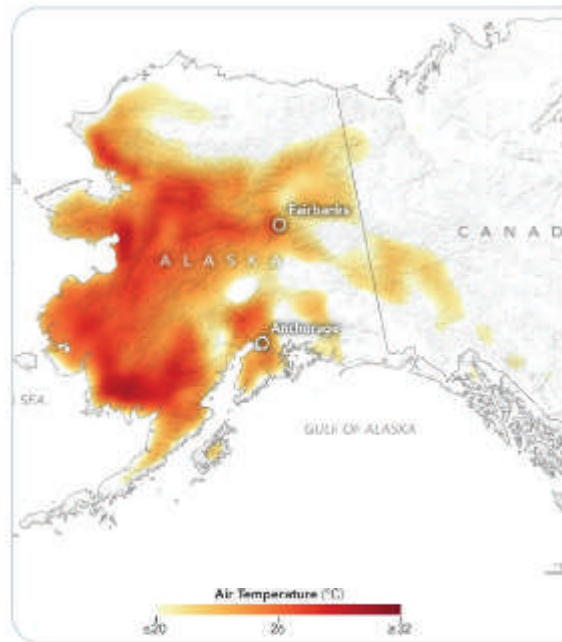 Fairbanks
CANAD
ALASKA
Anchorage
SEA
GULF OF ALASKA
Air Temperature (°C)
≤20 26 ≥32